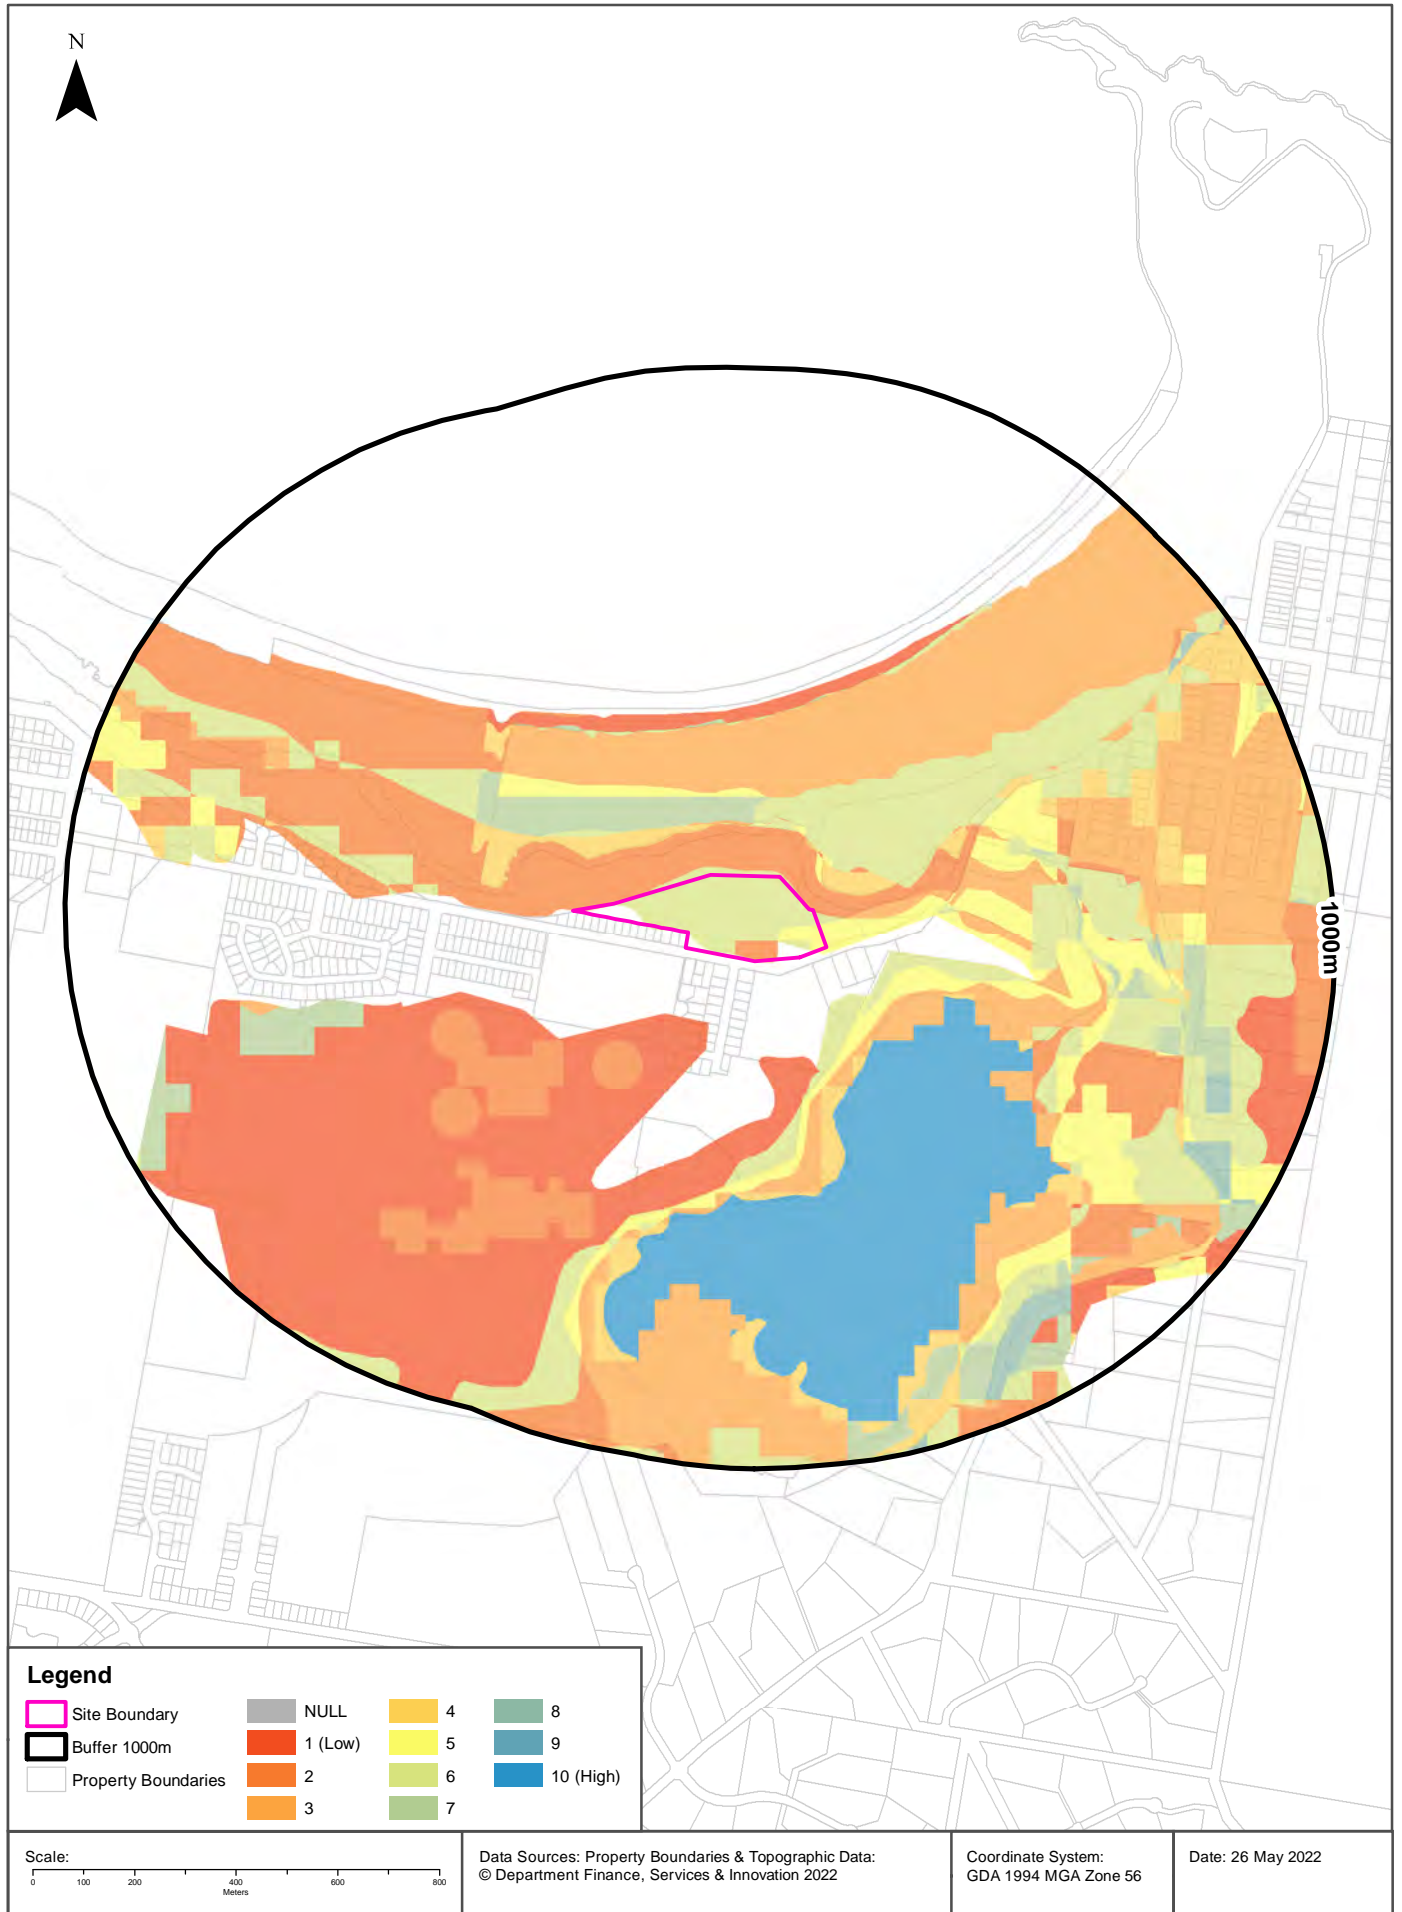 N
1000m
Legend
Site Boundary
Buffer 1000m
Property Boundaries
NULL
1 (Low)
2
3
4
5
6
7
8
9
10 (High)
Scale:
0 100 200 400 600 800
Meters
Data Sources: Property Boundaries & Topographic Data:
© Department Finance, Services & Innovation 2022
Coordinate System:
GDA 1994 MGA Zone 56
Date: 26 May 2022